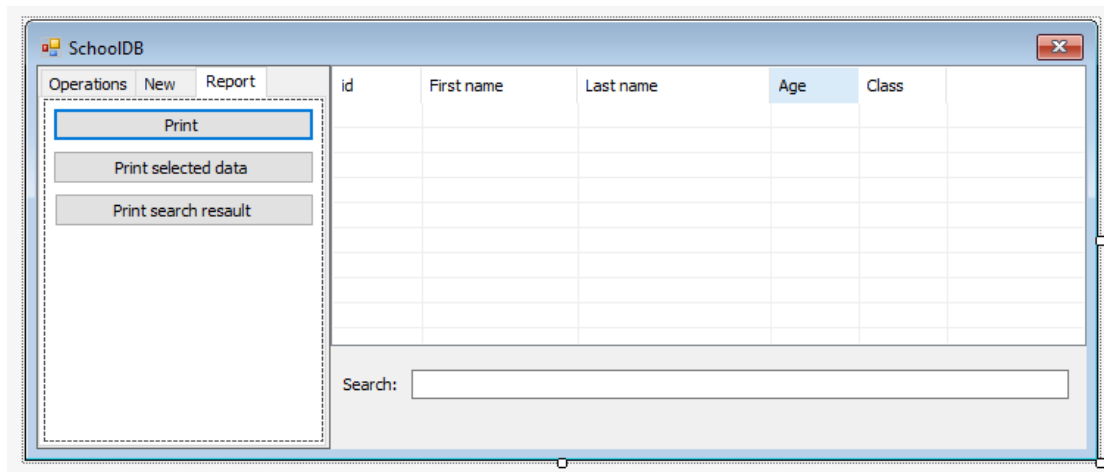 SchoolDB
Operations New Report
Print
Print selected data
Print search resault
id First name Last name Age Class
Search: